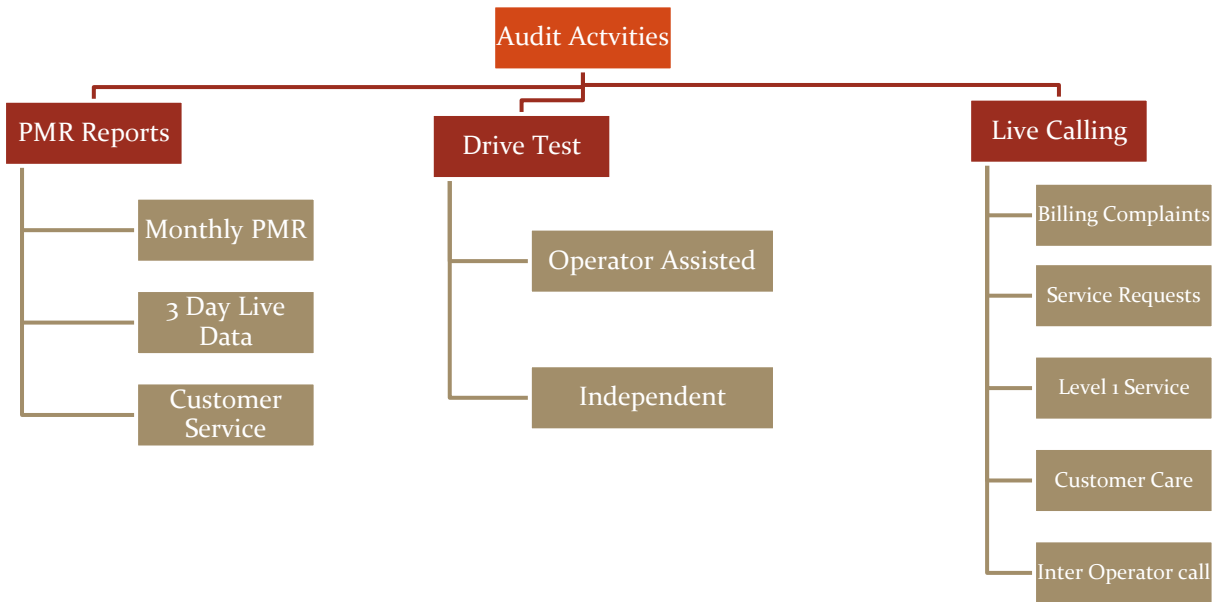 Audit Actvities
PMR Reports
Monthly PMR
3 Day Live
Data
Customer
Service
Drive Test
Operator Assisted
Independent
Live Calling
Billing Complaints
Service Requests
Level 1 Service
Customer Care
Inter Operator call